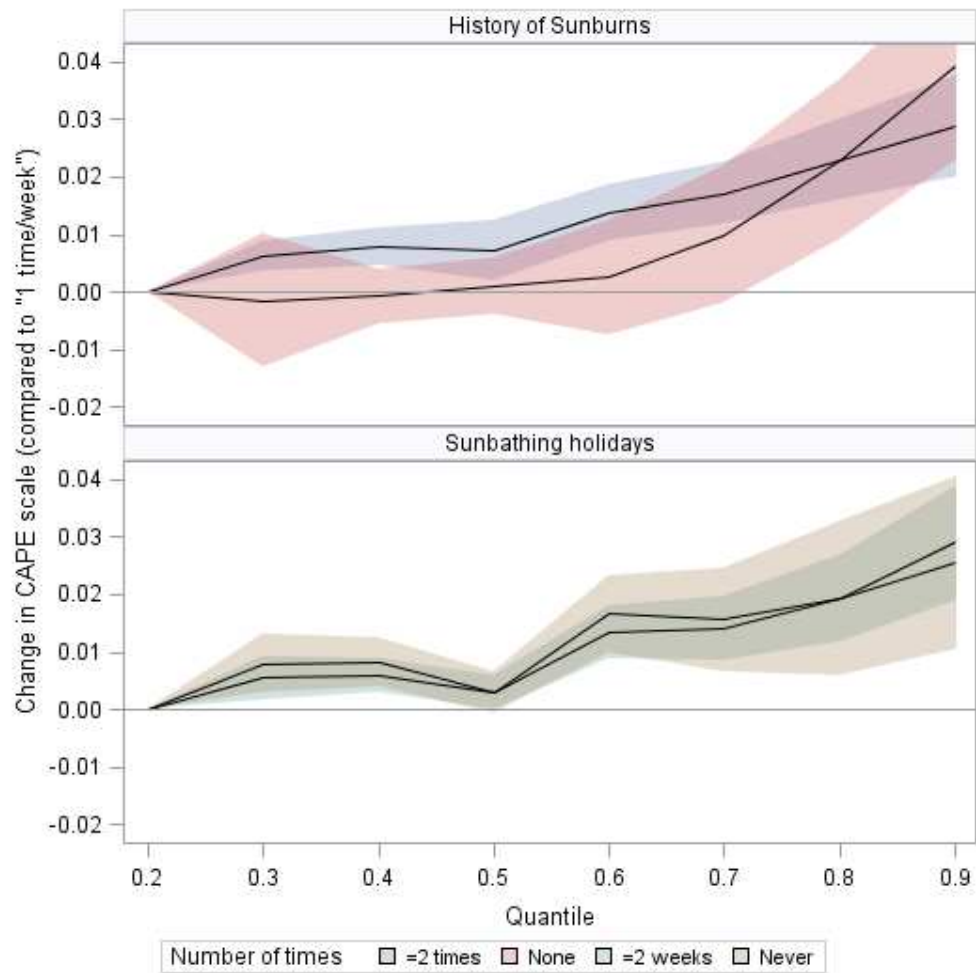 History of Sunburns
0.04
0.03
0.02
0.01
0.00
-0.01
-0.02
Change in CAPE scale (compared to "1 time/week")
Sunbathing holidays
0.04
0.03
0.02
0.01
0.00
-0.01
-0.02
0.2 0.3 0.4 0.5 0.6 0.7 0.8 0.9
Quantile
Number of times =2 times None =2 weeks Never